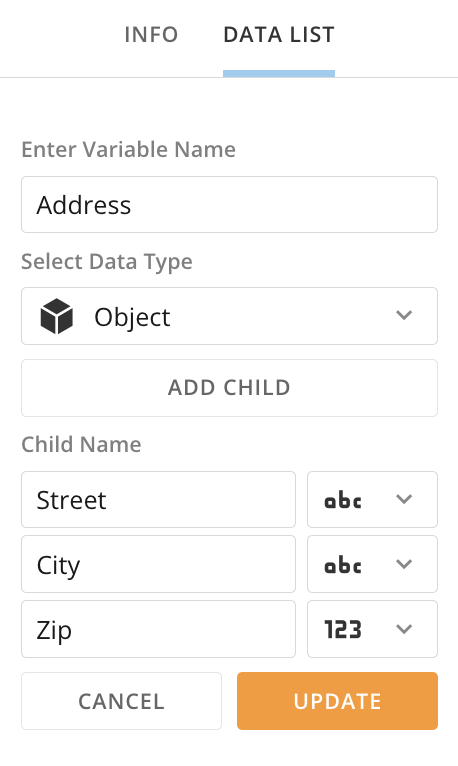 INFO DATA LIST
Enter Variable Name
Address
Select Data Type
Object
ADD CHILD
Child Name
Street abc
City abc
Zip 123
CANCEL UPDATE